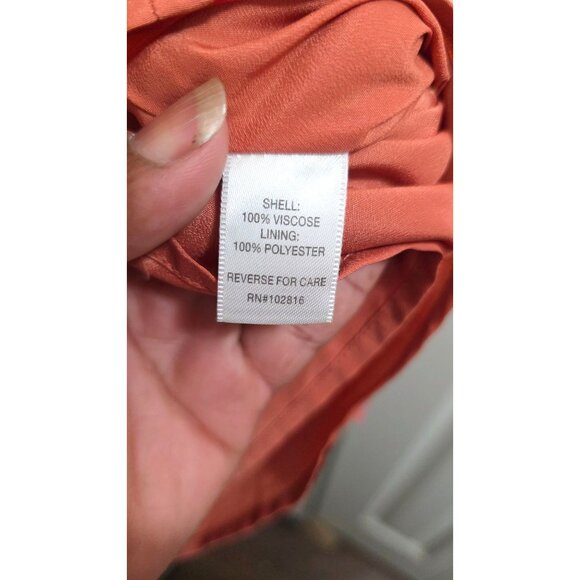 SHELL:
100% VISCOSE
LINING:
100% POLYESTER
REVERSE FOR CARE
RN#102816